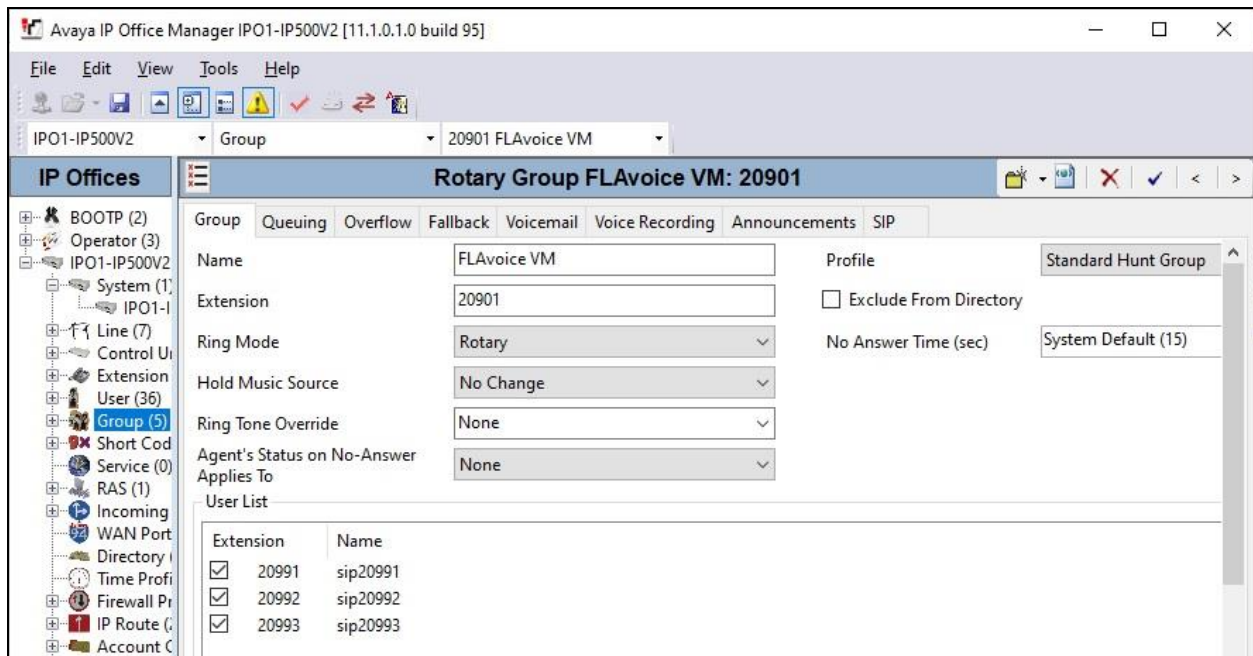 Avaya IP Office Manager IPO1-IP500V2 [11.1.0.1.0 build 95]
File Edit View Tools Help
IPO1-IP500V2 Group 20901 FLAvoice VM
IP Offices
BOOTP (2)
Operator (3)
IPO1-IP500V2
System (1)
IPO1-I
Line (7)
Control Un
Extension
User (36)
Group (5)
Short Cod
Service (0)
RAS (1)
Incoming
WAN Port
Directory (
Time Profi
Firewall Pr
IP Route (2
Account C
Rotary Group FLAvoice VM: 20901
Group Queuing Overflow Fallback Voicemail Voice Recording Announcements SIP
Name FLAvoice VM Profile Standard Hunt Group
Extension 20901 Exclude From Directory
Ring Mode Rotary No Answer Time (sec) System Default (15)
Hold Music Source No Change
Ring Tone Override None
Agent's Status on No-Answer
Applies To None
User List
Extension Name
20991 sip20991
20992 sip20992
20993 sip20993